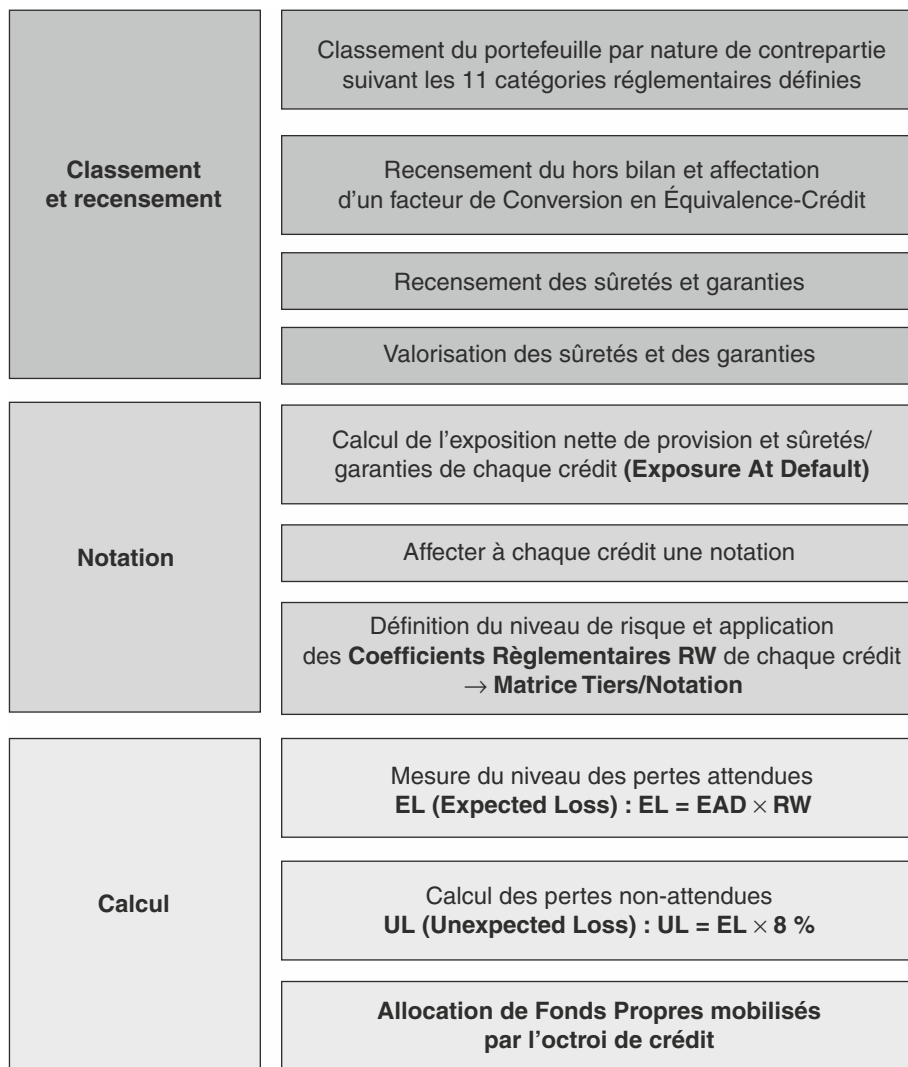 Classement
et recensement
Classement du portefeuille par nature de contrepartie
suivant les 11 catégories réglementaires définies
Recensement du hors bilan et affectation
d’un facteur de Conversion en Équivalence-Crédit
Recensement des sûretés et garanties
Valorisation des sûretés et des garanties
Notation
Calcul de l’exposition nette de provision et sûretés/
garanties de chaque crédit (Exposure At Default)
Affecter à chaque crédit une notation
Définition du niveau de risque et application
des Coefficients Règlementaires RW de chaque crédit
→ Matrice Tiers/Notation
Calcul
Mesure du niveau des pertes attendues
EL (Expected Loss) : EL = EAD × RW
Calcul des pertes non-attendues
UL (Unexpected Loss) : UL = EL × 8 %
Allocation de Fonds Propres mobilisés
par l’octroi de crédit